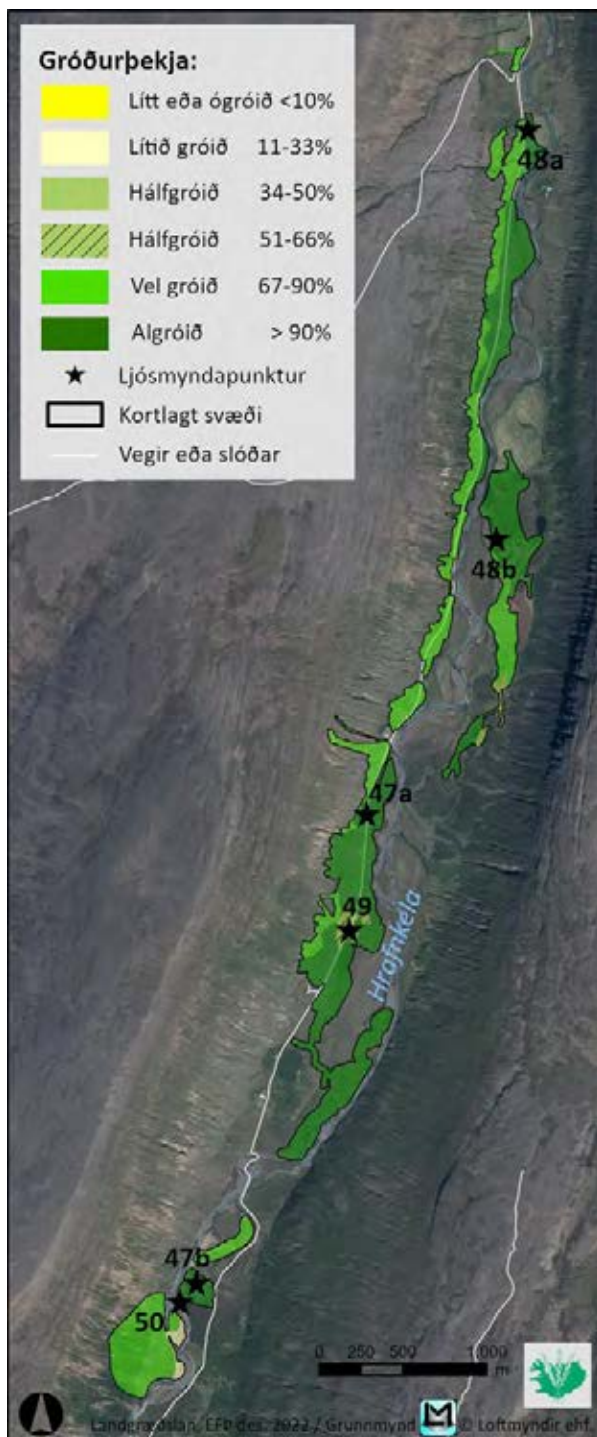 Gróðurþekja:
Lítt eða ógróið <10%
Lítið gróið 11-33%
Hálfgróið 34-50%
Hálfgróið 51-66%
Vel gróið 67-90%
Algróið > 90%
Ljósmyndapunktur
Kortlagt svæði
Vegir eða slóðar
48a
48b
47a
49
Hrafnkela
47b
50
0 250 500 1.000
m
Landgræðslan, EFÞ des. 2022 / Grunnmynd © Loftmyndir ehf.